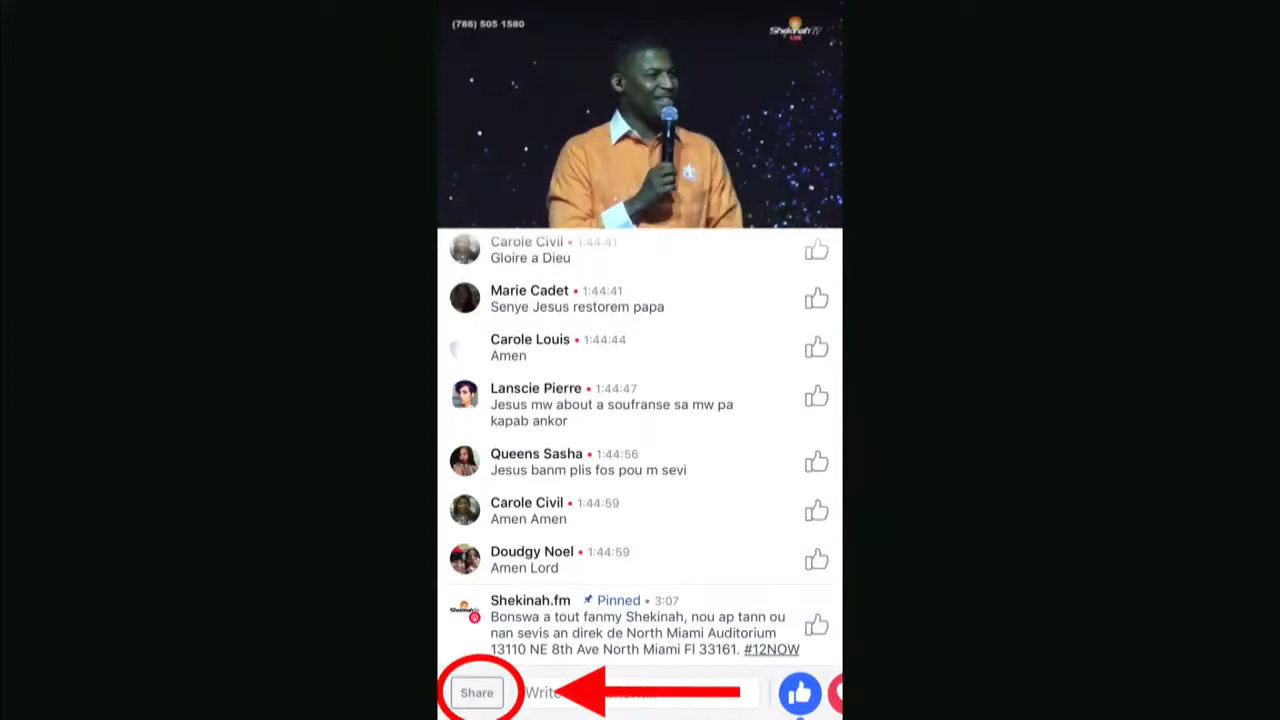 (786) 505 1580
Shekinah TV
LIVE
Carole Civil • 1:44:41
Gloire a Dieu
Marie Cadet • 1:44:41
Senye Jesus restorem papa
Carole Louis • 1:44:44
Amen
Lanscie Pierre • 1:44:47
Jesus mw about a soufranse sa mw pa
kapab ankor
Queens Sasha • 1:44:56
Jesus banm plis fos pou m sevi
Carole Civil • 1:44:59
Amen Amen
Doudgy Noel • 1:44:59
Amen Lord
Shekinah.fm Pinned • 3:07
Bonswa a tout fanmy Shekinah, nou ap tann ou
nan sevis an direk de North Miami Auditorium
13110 NE 8th Ave North Miami Fl 33161. #12NOW
Share